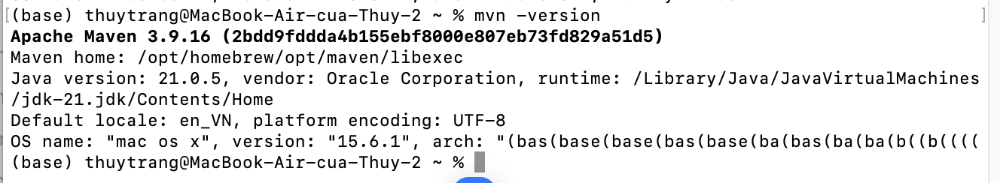 [(base) thuytrang@MacBook-Air-cua-Thuy-2 ~ % mvn -version ]
Apache Maven 3.9.16 (2bdd9fddda4b155ebf8000e807eb73fd829a51d5)
Maven home: /opt/homebrew/opt/maven/libexec
Java version: 21.0.5, vendor: Oracle Corporation, runtime: /Library/Java/JavaVirtualMachines
/jdk-21.jdk/Contents/Home
Default locale: en_VN, platform encoding: UTF-8
OS name: "mac os x", version: "15.6.1", arch: "(bas(base(base(bas(base(ba(bas(ba(ba(b((b((((
(base) thuytrang@MacBook-Air-cua-Thuy-2 ~ %